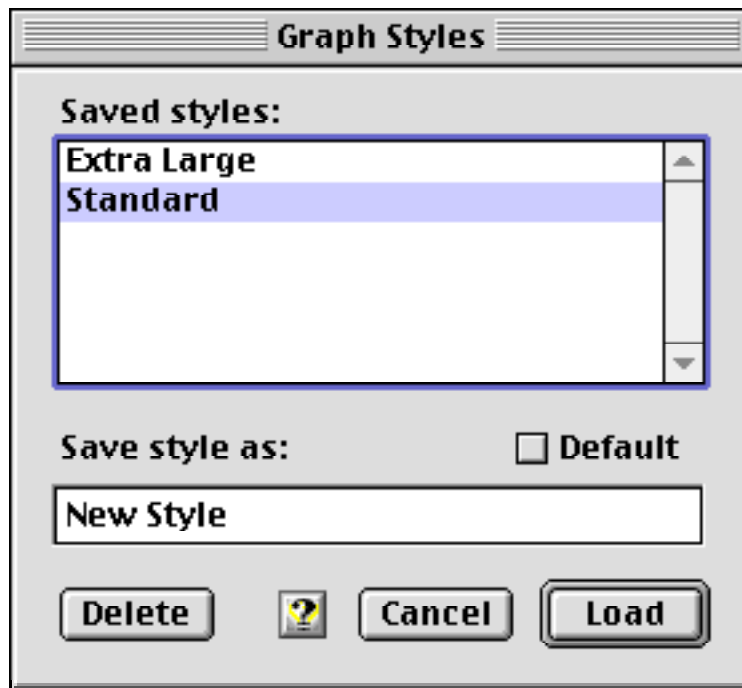 Graph Styles
Saved styles:
Extra Large
Standard
Save style as:
Default
New Style
Delete
?
Cancel
Load